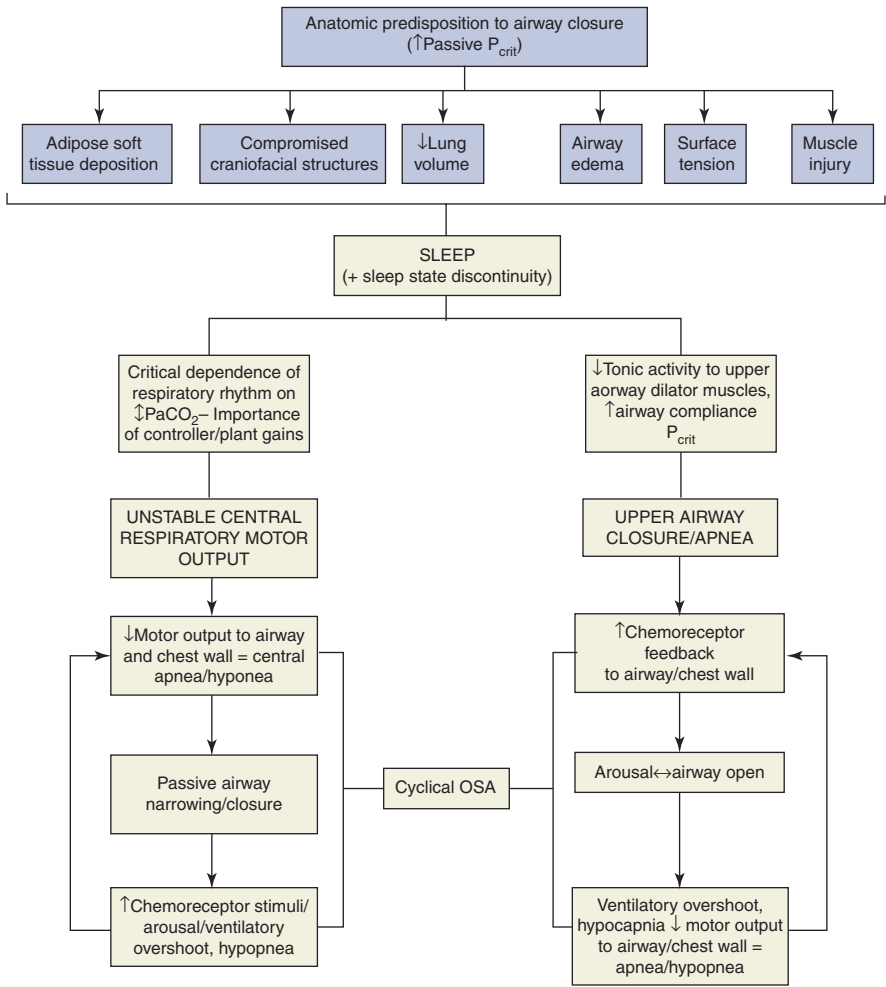 Anatomic predisposition to airway closure
(↑Passive Pcrit)
Adipose soft
tissue deposition
Compromised
craniofacial structures
↓Lung
volume
Airway
edema
Surface
tension
Muscle
injury
SLEEP
(+ sleep state discontinuity)
Critical dependence of
respiratory rhythm on
↕PaCO2– Importance
of controller/plant gains
↓Tonic activity to upper
aorway dilator muscles,
↑airway compliance
Pcrit
UNSTABLE CENTRAL
RESPIRATORY MOTOR
OUTPUT
UPPER AIRWAY
CLOSURE/APNEA
↓Motor output to airway
and chest wall = central
apnea/hyponea
↑Chemoreceptor
feedback
to airway/chest wall
Passive airway
narrowing/closure
Cyclical OSA
Arousal↔airway open
↑Chemoreceptor stimuli/
arousal/ventilatory
overshoot, hypopnea
Ventilatory overshoot,
hypocapnia ↓ motor output
to airway/chest wall =
apnea/hypopnea